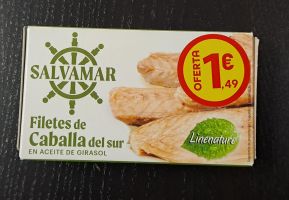 SALVAMAR
Filetes de
Caballa del sur
EN ACEITE DE GIRASOL
OFERTA
1€
,49
Linenature